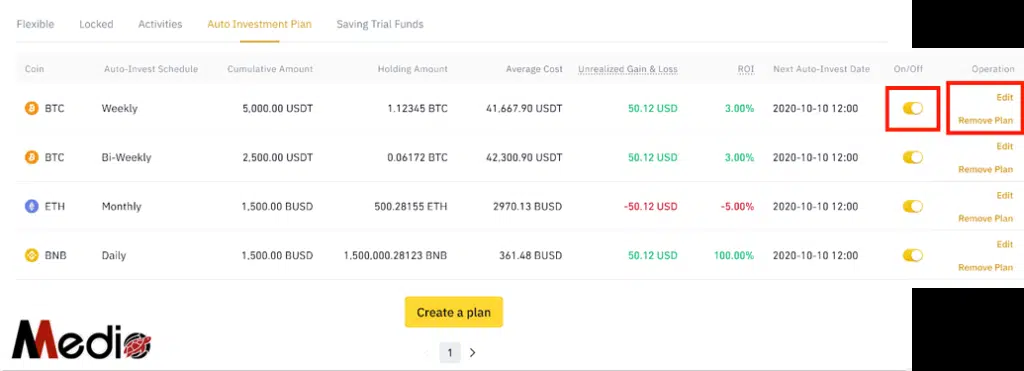 Flexible Locked Activities Auto Investment Plan Saving Trial Funds
Coin Auto-Invest Schedule Cumulative Amount Holding Amount Average Cost Unrealized Gain & Loss ROI Next Auto-Invest Date On/Off Operation
BTC Weekly 5,000.00 USDT 1.12345 BTC 41,667.90 USDT 50.12 USD 3.00% 2020-10-10 12:00 Edit
Remove Plan
BTC Bi-Weekly 2,500.00 USDT 0.06172 BTC 42,300.90 USDT 50.12 USD 3.00% 2020-10-10 12:00 Edit
Remove Plan
ETH Monthly 1,500.00 BUSD 500.28155 ETH 2970.13 BUSD -50.12 USD -5.00% 2020-10-10 12:00 Edit
Remove Plan
BNB Daily 1,500.00 BUSD 1,500,000.28123 BNB 361.48 BUSD 50.12 USD 100.00% 2020-10-10 12:00 Edit
Remove Plan
Create a plan
1
Medio